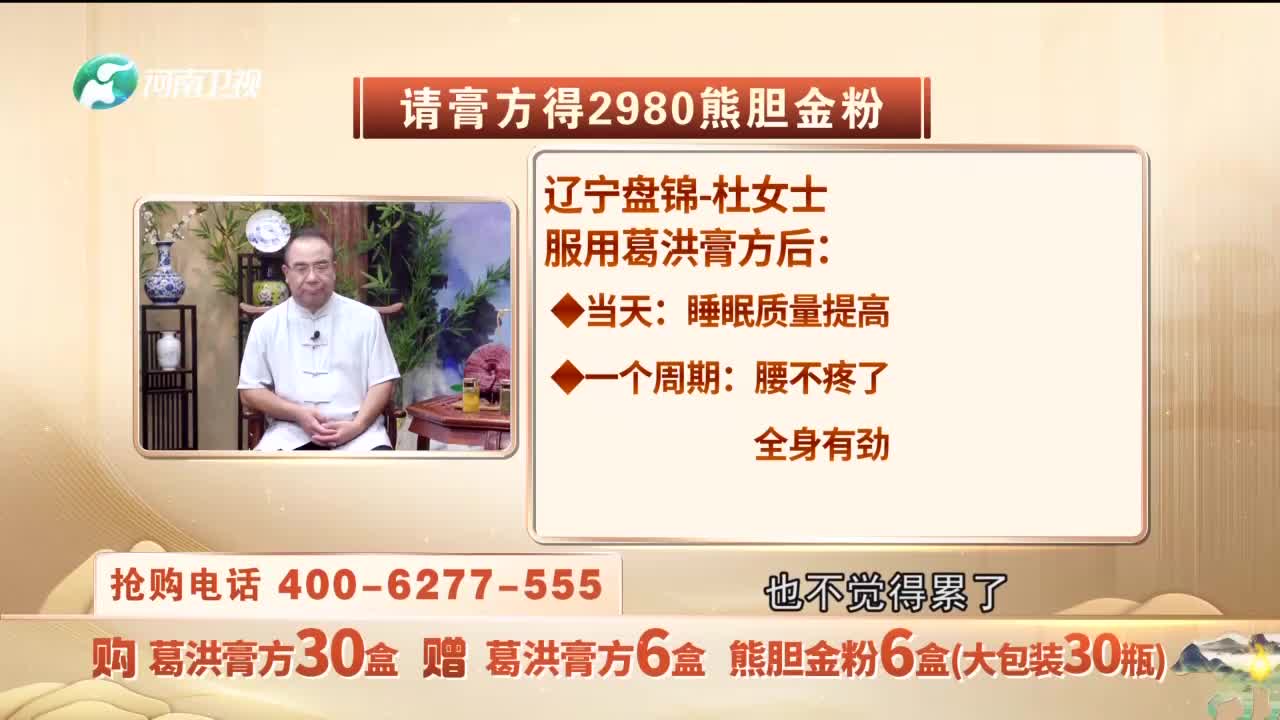 河南卫视
请膏方得2980熊胆金粉
辽宁盘锦-杜女士
服用葛洪膏方后：
◆当天：睡眠质量提高
◆一个周期：腰不疼了
全身有劲
抢购电话 400-6277-555
也不觉得累了
购 葛洪膏方30盒 赠 葛洪膏方6盒 熊胆金粉6盒(大包装30瓶)